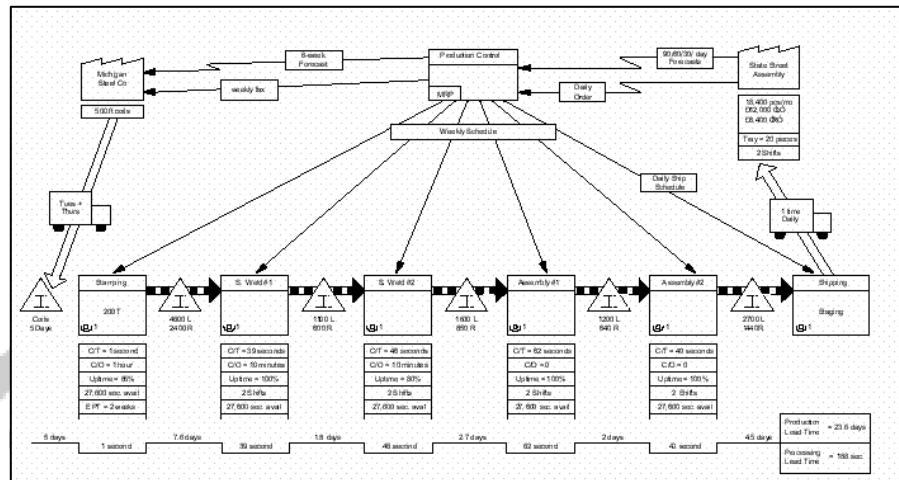 6-week
Forecast
Production Control
90/60/30/ day
Forecasts
Michigan
Steel Co
State Street
Assembly
weekly fax
MRP
Daily
Order
500 ft coils
18,400 pcs/mo
Tray = 20 pieces
2 Shifts
Weekly Schedule
Daily Ship
Schedule
Tues +
Thurs
1 time
Daily
Stamping
S. Weld #1
S. Weld #2
Assembly #1
Assembly #2
Shipping
I
I
I
I
I
I
200 T
Staging
Coils
5 Days
4600 L
2400 R
1100 L
600 R
1600 L
850 R
1200 L
640 R
2700 L
1440 R
1
1
1
1
1
1
C/T = 1 second
C/O = 1 hour
Uptime = 85%
27,600 sec. avail
EPT = 2 weeks
C/T = 39 seconds
C/O = 10 minutes
Uptime = 100%
2 Shifts
27,600 sec. avail
C/T = 46 seconds
C/O = 10 minutes
Uptime = 80%
2 Shifts
27,600 sec. avail
C/T = 62 seconds
C/O = 0
Uptime = 100%
2 Shifts
27,600 sec. avail
C/T = 40 seconds
C/O = 0
Uptime = 100%
2 Shifts
27,600 sec. avail
5 days
1 second
7.6 days
39 second
1.8 days
46 second
2.7 days
62 second
2 days
second
4.5 days
Production
Lead Time
= 23.6 days
Processing
Lead Time
= 188 sec.